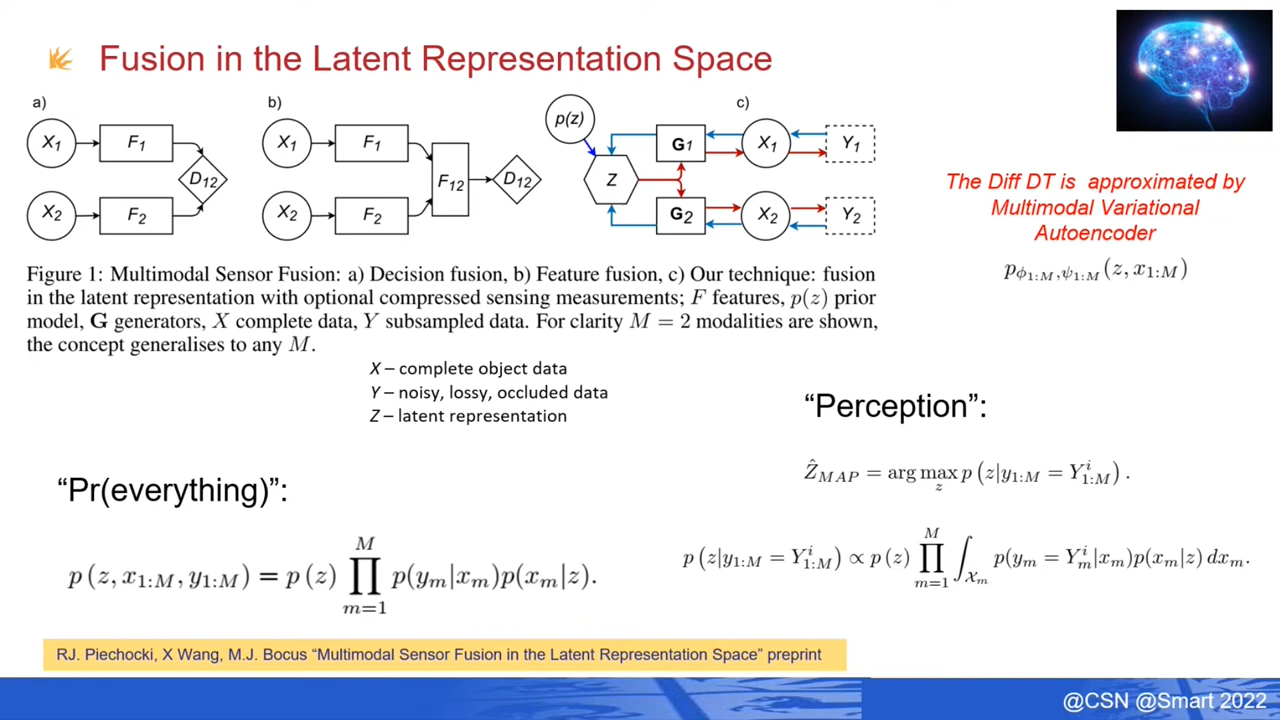 Fusion in the Latent Representation Space
a)
X1
F1
D12
X2
F2
b)
X1
F1
F12
D12
X2
F2
c)
p(z)
Z
G1
X1
Y1
G2
X2
Y2
The Diff DT is approximated by
Multimodal Variational
Autoencoder
pϕ1:M,ψ1:M(z, x1:M)
Figure 1: Multimodal Sensor Fusion: a) Decision fusion, b) Feature fusion, c) Our technique: fusion
in the latent representation with optional compressed sensing measurements; F features, p(z) prior
model, G generators, X complete data, Y subsampled data. For clarity M = 2 modalities are shown,
the concept generalises to any M.
X – complete object data
Y – noisy, lossy, occluded data
Z – latent representation
“Perception”:
ẐMAP = arg max z p (z|y1:M = Y^i 1:M) .
p (z|y1:M = Y^i 1:M) ∝ p (z) ∏ M m=1 ∫ 𝒳m p(ym = Y^i m|xm)p(xm|z) dxm.
“Pr(everything)”:
p (z, x1:M, y1:M) = p (z) ∏ M m=1 p(ym|xm)p(xm|z).
RJ. Piechocki, X Wang, M.J. Bocus “Multimodal Sensor Fusion in the Latent Representation Space” preprint
@CSN @Smart 2022